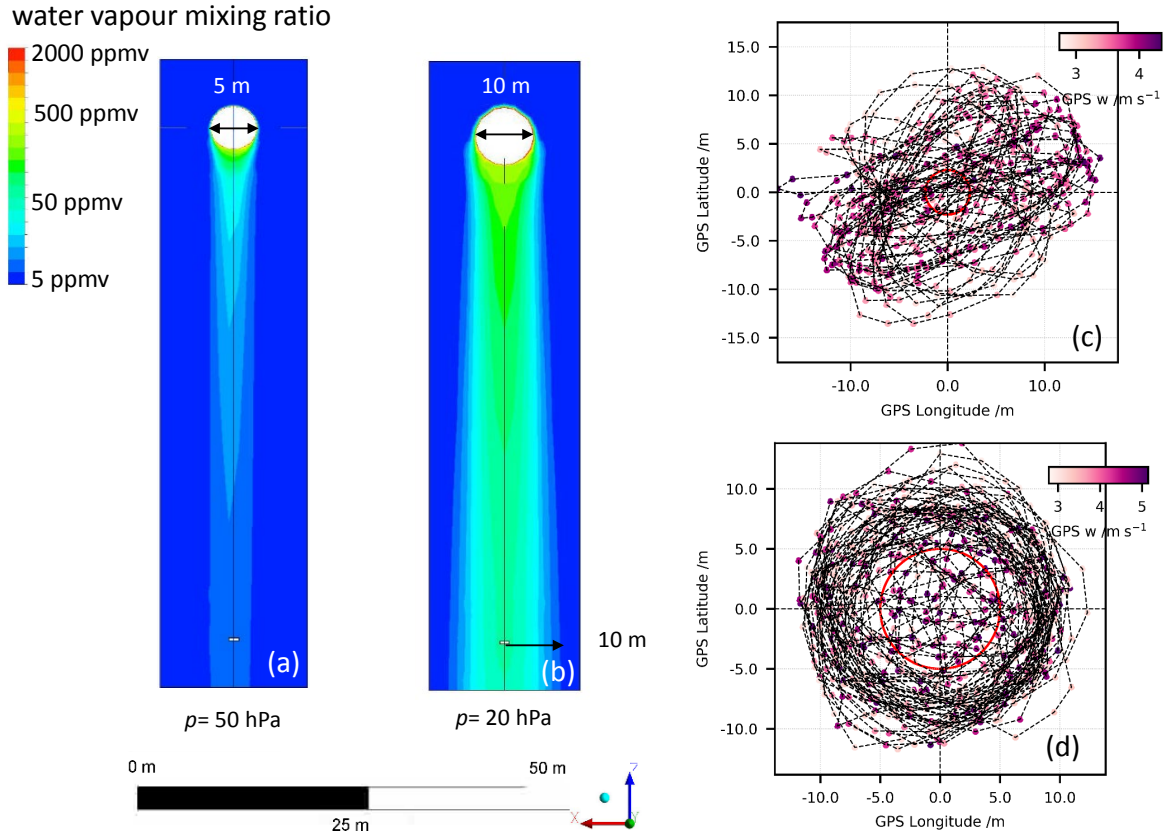 water vapour mixing ratio
2000 ppmv
500 ppmv
50 ppmv
5 ppmv
5 m
(a)
p= 50 hPa
10 m
10 m
(b)
p= 20 hPa
0 m
50 m
25 m
Z
X
Y
15.0
10.0
5.0
0.0
-5.0
-10.0
-15.0
GPS Latitude /m
3
4
GPS w /m s⁻¹
(c)
-10.0
0.0
10.0
GPS Longitude /m
10.0
5.0
0.0
-5.0
-10.0
GPS Latitude /m
3
4
5
GPS w /m s⁻¹
(d)
-10.0
-5.0
0.0
5.0
10.0
GPS Longitude /m